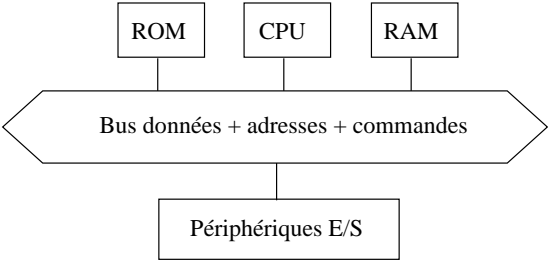 ROM CPU RAM
Bus données + adresses + commandes
Périphériques E/S